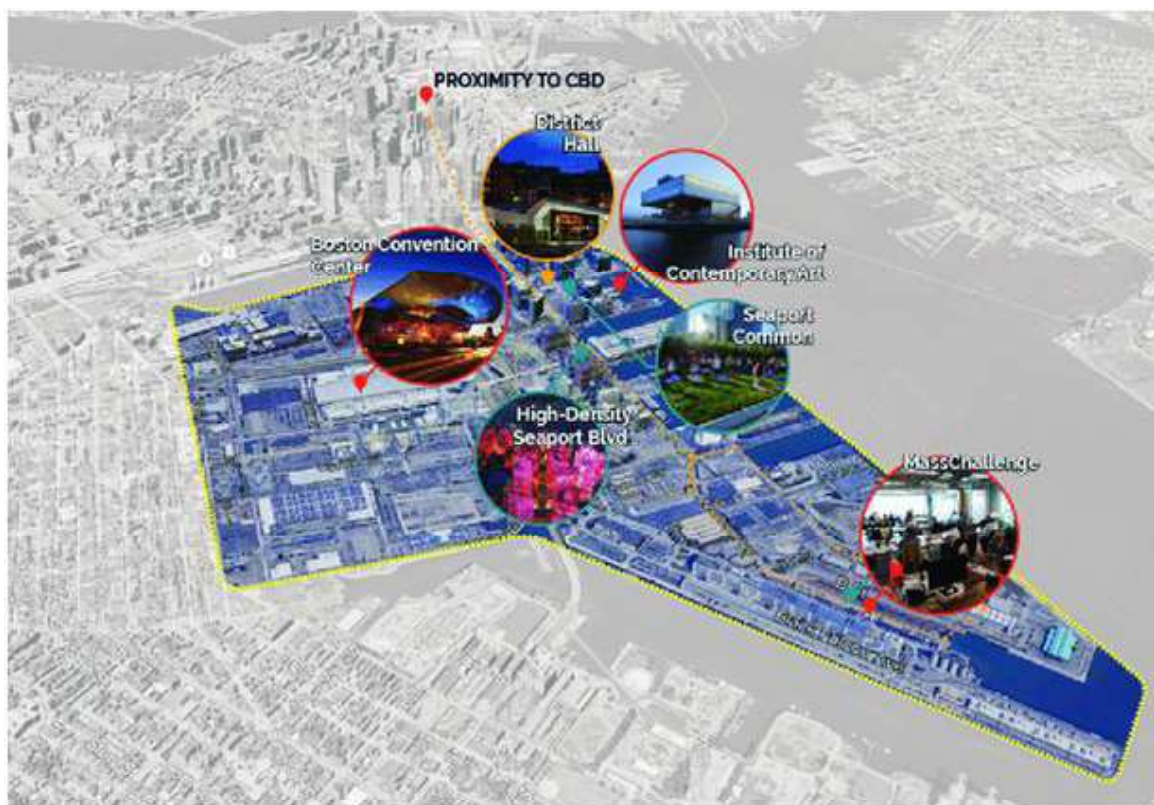 PROXIMITY TO CBD
District
Hall
Boston Convention
Center
Institute of
Contemporary Art
Seaport
Common
High-Density
Seaport Blvd
MassChallenge